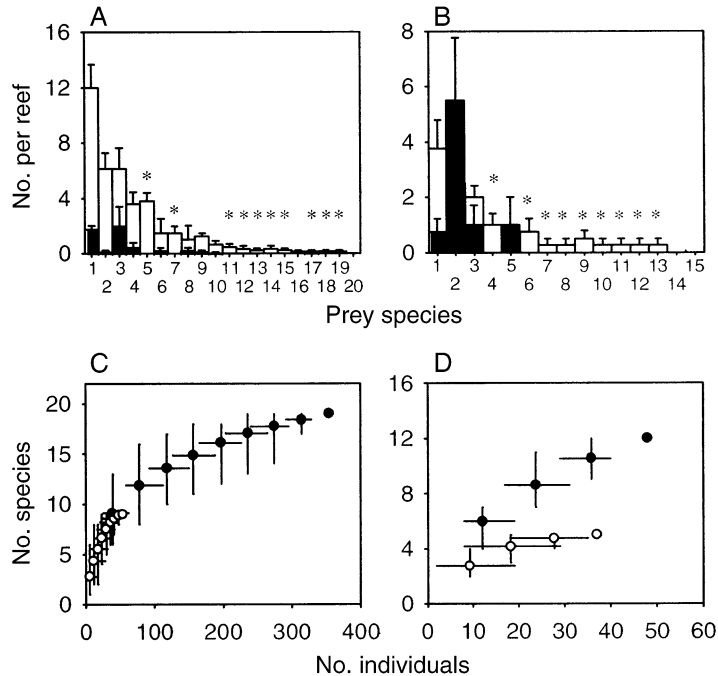 A
B
16
12
8
4
0
No. per reef
8
6
4
2
0
* * * * * * * * * *
* * * * * * * * *
1 3 5 7 9 11 13 15 17 19
2 4 6 8 10 12 14 16 18 20
1 3 5 7 9 11 13 15
2 4 6 8 10 12 14
Prey species
C
D
20
15
10
5
0
No. species
16
12
8
4
0
0 100 200 300 400
0 10 20 30 40 50 60
No. individuals